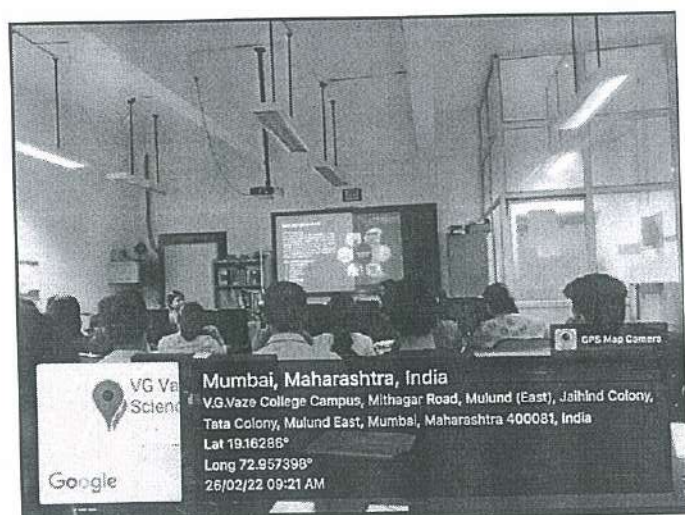 GPS Map Camera
VG Va
Scienc
Google
Mumbai, Maharashtra, India
V.G.Vaze College Campus, Mithagar Road, Mulund (East), Jaihind Colony,
Tata Colony, Mulund East, Mumbai, Maharashtra 400081, India
Lat 19.16286°
Long 72.957398°
26/02/22 09:21 AM